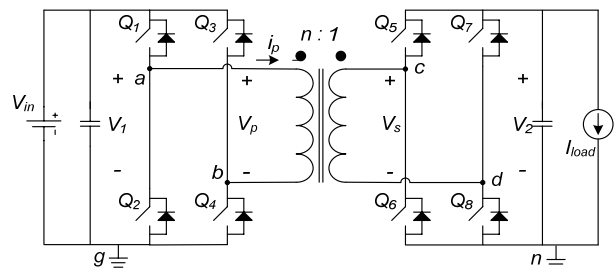 Q1 Q3 n : 1 Q5 Q7
ip
a c
+ + + +
Vin + - V1 Vp Vs V2 Iload
- - - -
b d
Q2 Q4 Q6 Q8
g n